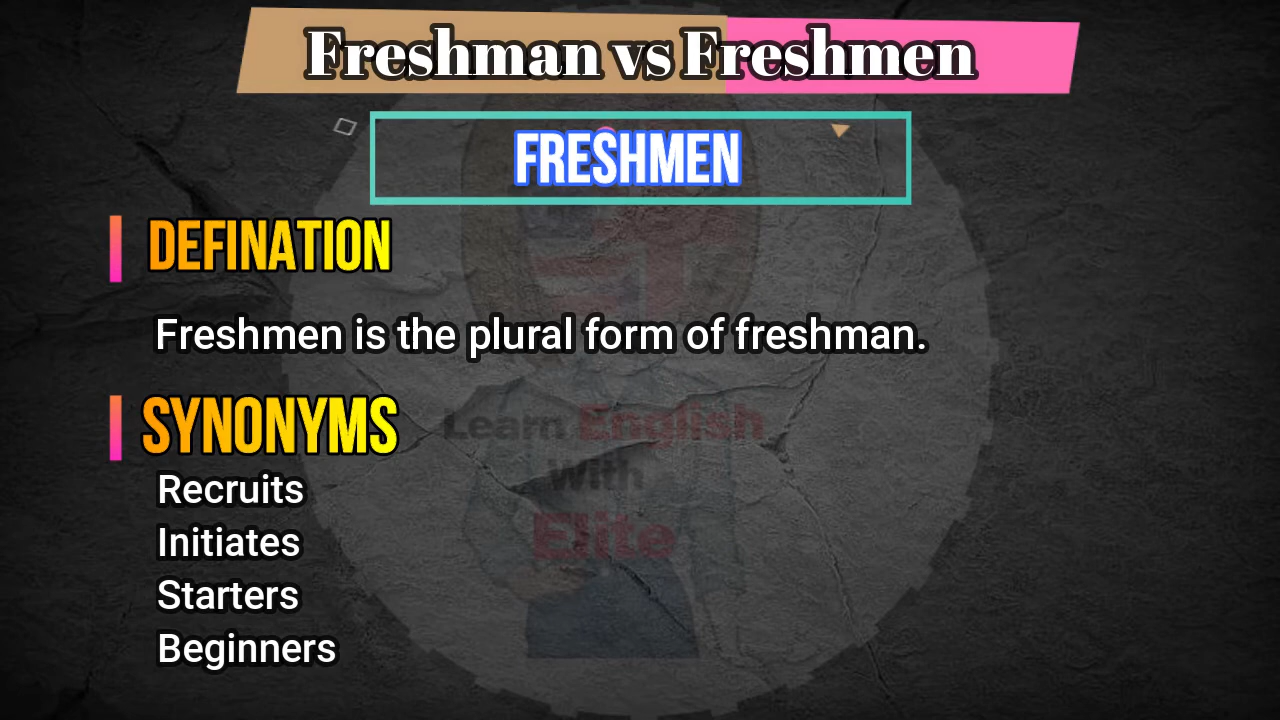 Freshman vs Freshmen
FRESHMEN
DEFINATION
Freshmen is the plural form of freshman.
SYNONYMS
Recruits
Learn English
Initiates
With
Starters
Elite
Beginners